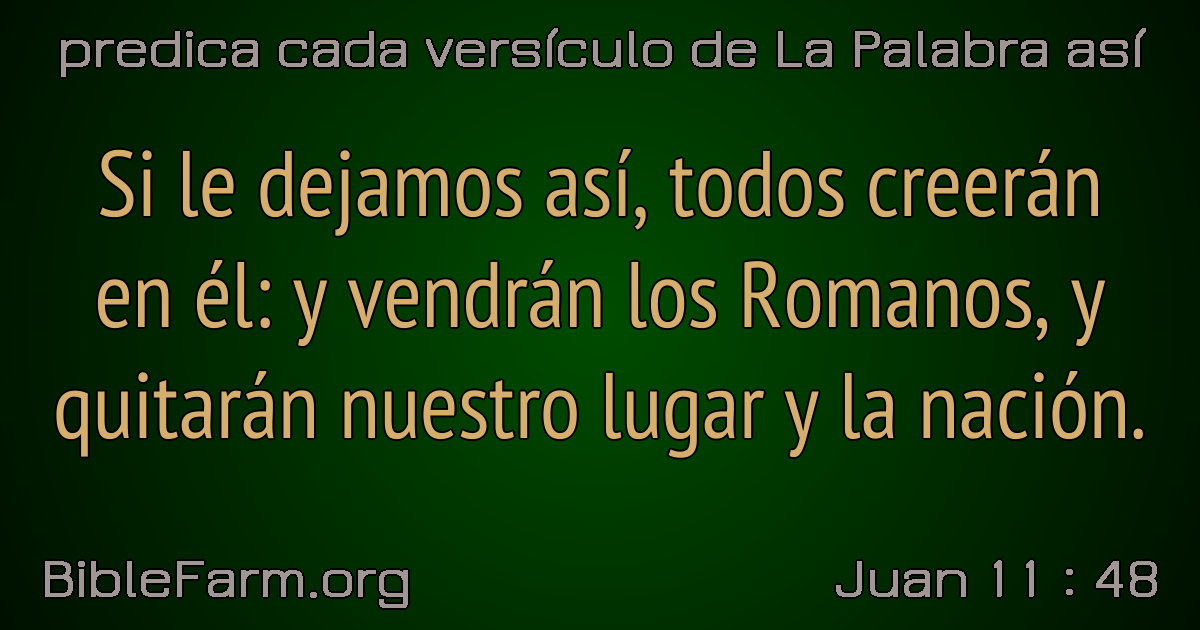 predica cada versículo de La Palabra así
Si le dejamos así, todos creerán
en él: y vendrán los Romanos, y
quitarán nuestro lugar y la nación.
BibleFarm.org
Juan 11 : 48